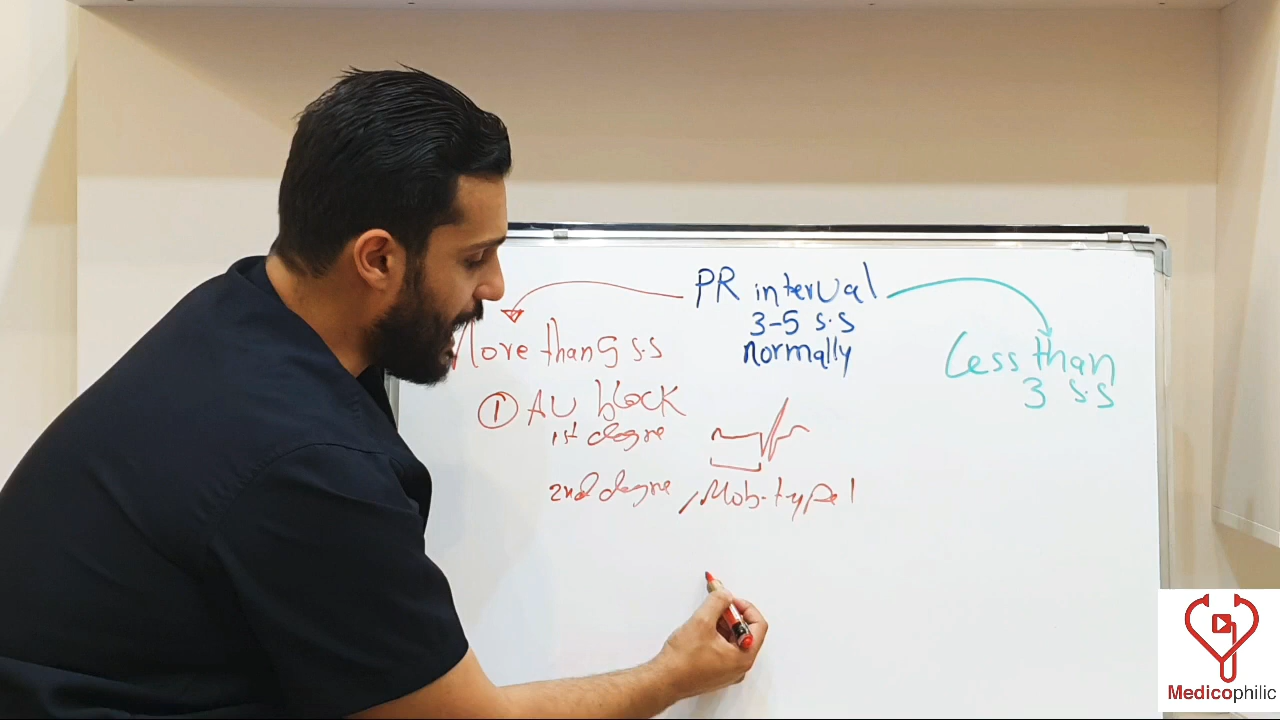 PR interval
3-5 s.s
normally
More than 5 s.s
① AV block
1st degree
2nd degree, Mob. type 1
Less than
3 s.s
Medicophilic